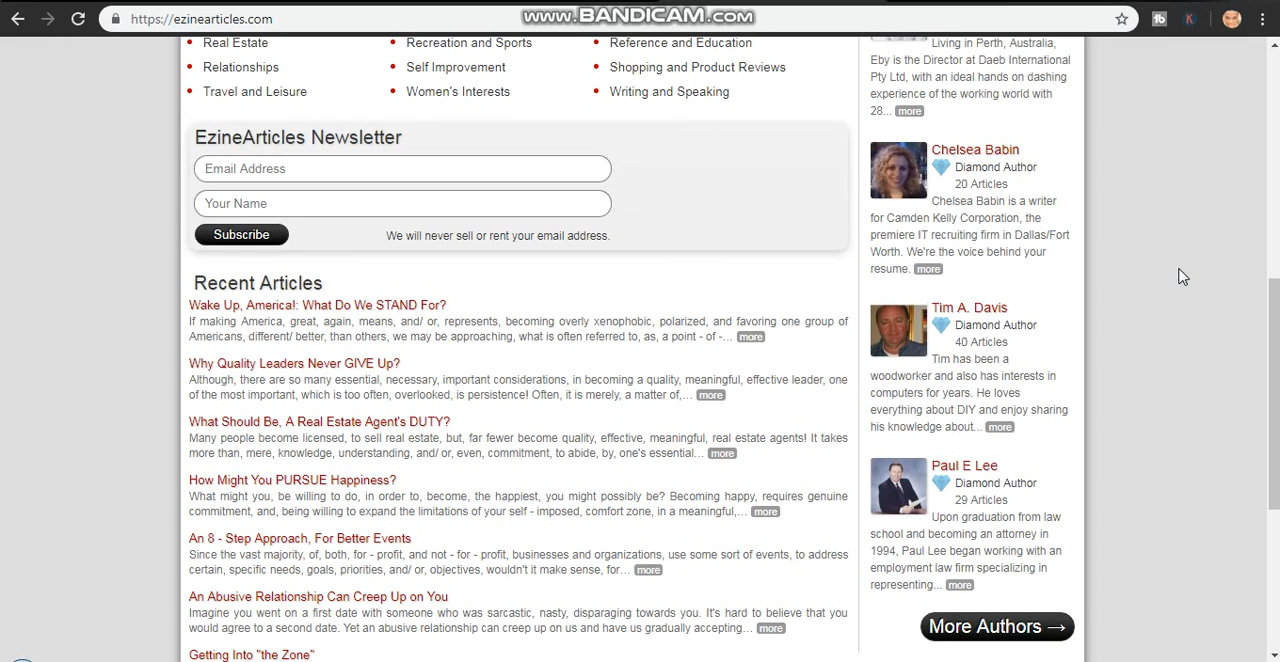 https://ezinearticles.com
www.BANDICAM.com
Real Estate
Recreation and Sports
Reference and Education
Relationships
Self Improvement
Shopping and Product Reviews
Travel and Leisure
Women's Interests
Writing and Speaking
EzineArticles Newsletter
Email Address
Your Name
Subscribe
We will never sell or rent your email address.
Recent Articles
Wake Up, America!: What Do We STAND For?
If making America, great, again, means, and/ or, represents, becoming overly xenophobic, polarized, and favoring one group of
Americans, different/ better, than others, we may be approaching, what is often referred to, as, a point - of -... more
Why Quality Leaders Never GIVE Up?
Although, there are so many essential, necessary, important considerations, in becoming a quality, meaningful, effective leader, one
of the most important, which is too often, overlooked, is persistence! Often, it is merely, a matter of,... more
What Should Be, A Real Estate Agent's DUTY?
Many people become licensed, to sell real estate, but, far fewer become quality, effective, meaningful, real estate agents! It takes
more than, mere, knowledge, understanding, and/ or, even, commitment, to abide, by, one's essential... more
How Might You PURSUE Happiness?
What might you, be willing to do, in order to, become, the happiest, you might possibly be? Becoming happy, requires genuine
commitment, and, being willing to expand the limitations of your self - imposed, comfort zone, in a meaningful,... more
An 8 - Step Approach, For Better Events
Since the vast majority, of, both, for - profit, and not - for - profit, businesses and organizations, use some sort of events, to address
certain, specific needs, goals, priorities, and/ or, objectives, wouldn't it make sense, for... more
An Abusive Relationship Can Creep Up on You
Imagine you went on a first date with someone who was sarcastic, nasty, disparaging towards you. It's hard to believe that you
would agree to a second date. Yet an abusive relationship can creep up on us and have us gradually accepting... more
Getting Into "the Zone"
Living in Perth, Australia,
Eby is the Director at Daeb International
Pty Ltd, with an ideal hands on dashing
experience of the working world with
28... more
Chelsea Babin
Diamond Author
20 Articles
Chelsea Babin is a writer
for Camden Kelly Corporation, the
premiere IT recruiting firm in Dallas/Fort
Worth. We're the voice behind your
resume. more
Tim A. Davis
Diamond Author
40 Articles
Tim has been a
woodworker and also has interests in
computers for years. He loves
everything about DIY and enjoy sharing
his knowledge about... more
Paul E Lee
Diamond Author
29 Articles
Upon graduation from law
school and becoming an attorney in
1994, Paul Lee began working with an
employment law firm specializing in
representing... more
More Authors →